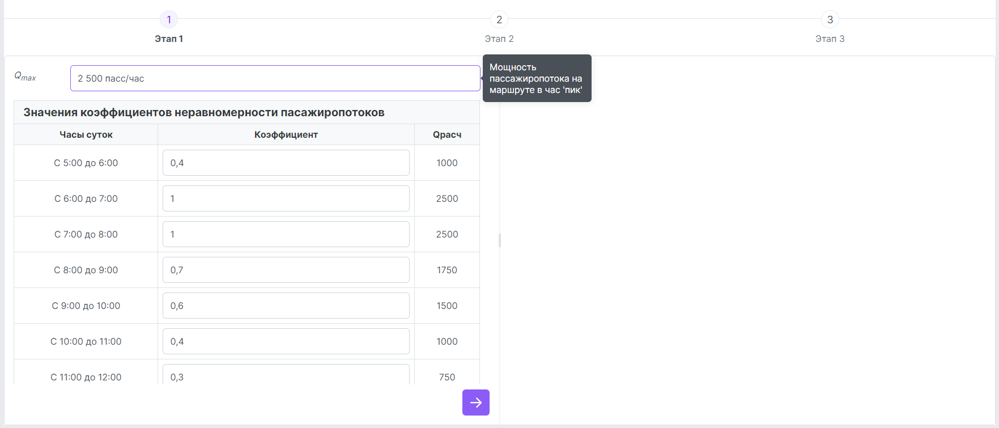 1
2
3
Этап 1
Этап 2
Этап 3
Qmax
2 500 пасс/час
Мощность
пассажиропотока на
маршруте в час 'пик'
Значения коэффициентов неравномерности пасажиропотоков
Часы суток Коэффициент Qрасч
С 5:00 до 6:00 0,4 1000
С 6:00 до 7:00 1 2500
С 7:00 до 8:00 1 2500
С 8:00 до 9:00 0,7 1750
С 9:00 до 10:00 0,6 1500
С 10:00 до 11:00 0,4 1000
С 11:00 до 12:00 0,3 750